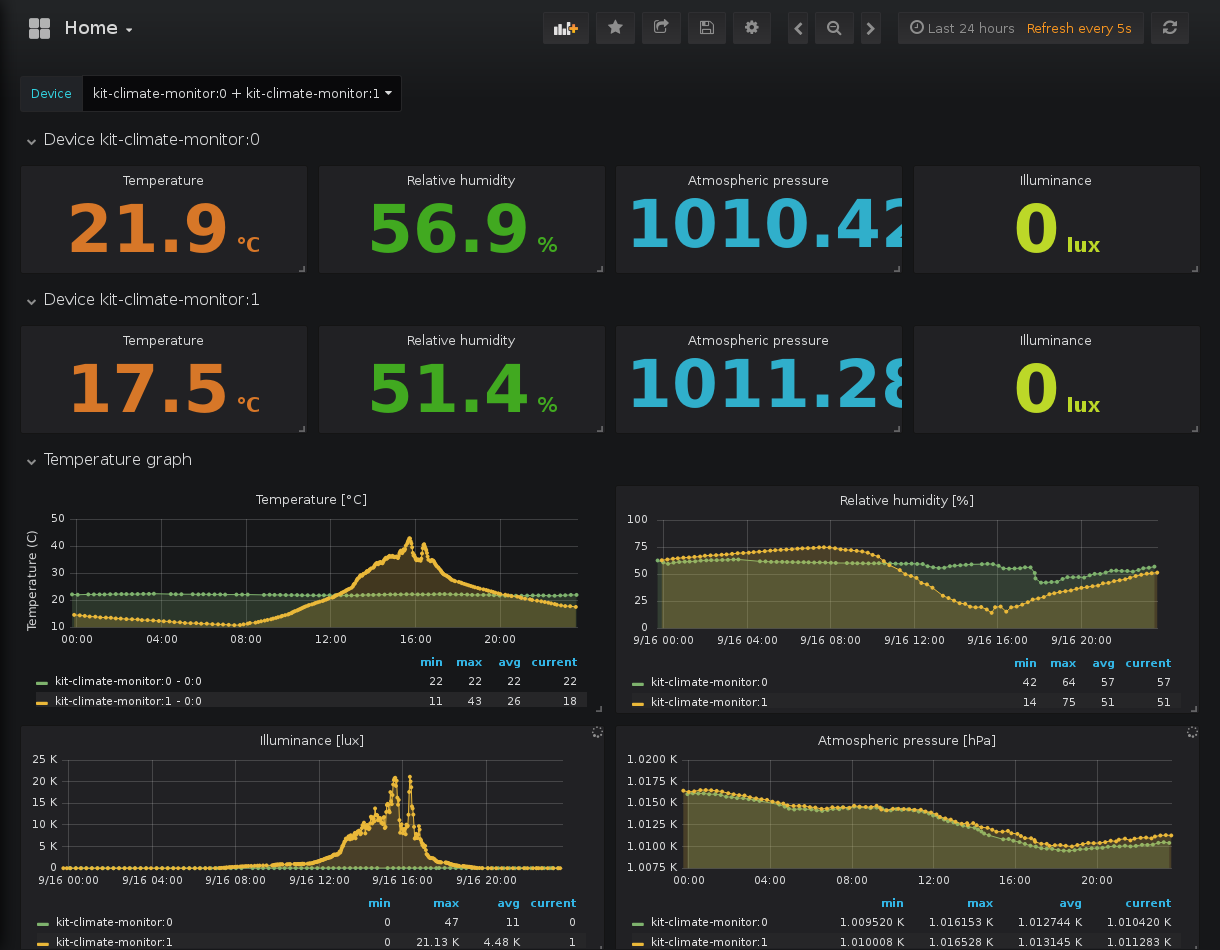 Home
Last 24 hours Refresh every 5s
Device kit-climate-monitor:0 + kit-climate-monitor:1
Device kit-climate-monitor:0
Temperature
21.9 °C
Relative humidity
56.9 %
Atmospheric pressure
1010.42
Illuminance
0 lux
Device kit-climate-monitor:1
Temperature
17.5 °C
Relative humidity
51.4 %
Atmospheric pressure
1011.28
Illuminance
0 lux
Temperature graph
Temperature [°C]
Temperature (C)
50
40
30
20
10
00:00 04:00 08:00 12:00 16:00 20:00
min max avg current
kit-climate-monitor:0 - 0:0 22 22 22 22
kit-climate-monitor:1 - 0:0 11 43 26 18
Relative humidity [%]
100
75
50
25
0
9/16 00:00 9/16 04:00 9/16 08:00 9/16 12:00 9/16 16:00 9/16 20:00
min max avg current
kit-climate-monitor:0 42 64 57 57
kit-climate-monitor:1 14 75 51 51
Illuminance [lux]
25 K
20 K
15 K
10 K
5 K
0
9/16 00:00 9/16 04:00 9/16 08:00 9/16 12:00 9/16 16:00 9/16 20:00
min max avg current
kit-climate-monitor:0 0 47 11 0
kit-climate-monitor:1 0 21.13 K 4.48 K 1
Atmospheric pressure [hPa]
1.0200 K
1.0175 K
1.0150 K
1.0125 K
1.0100 K
1.0075 K
00:00 04:00 08:00 12:00 16:00 20:00
min max avg current
kit-climate-monitor:0 1.009520 K 1.016153 K 1.012744 K 1.010420 K
kit-climate-monitor:1 1.010008 K 1.016528 K 1.013145 K 1.011283 K